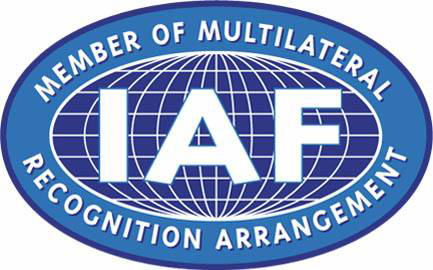 MEMBER OF MULTILATERAL
IAF
RECOGNITION ARRANGEMENT